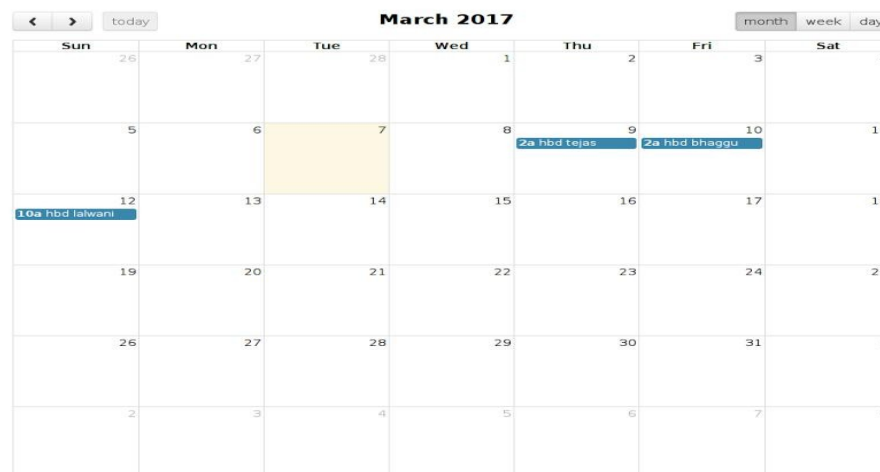 today March 2017 month week day
Sun Mon Tue Wed Thu Fri Sat
26 27 28 1 2 3
5 6 7 8 9 10
2a hbd tejas 2a hbd bhaggu
12 13 14 15 16 17
10a hbd lalwani
19 20 21 22 23 24
26 27 28 29 30 31
2 3 4 5 6 7